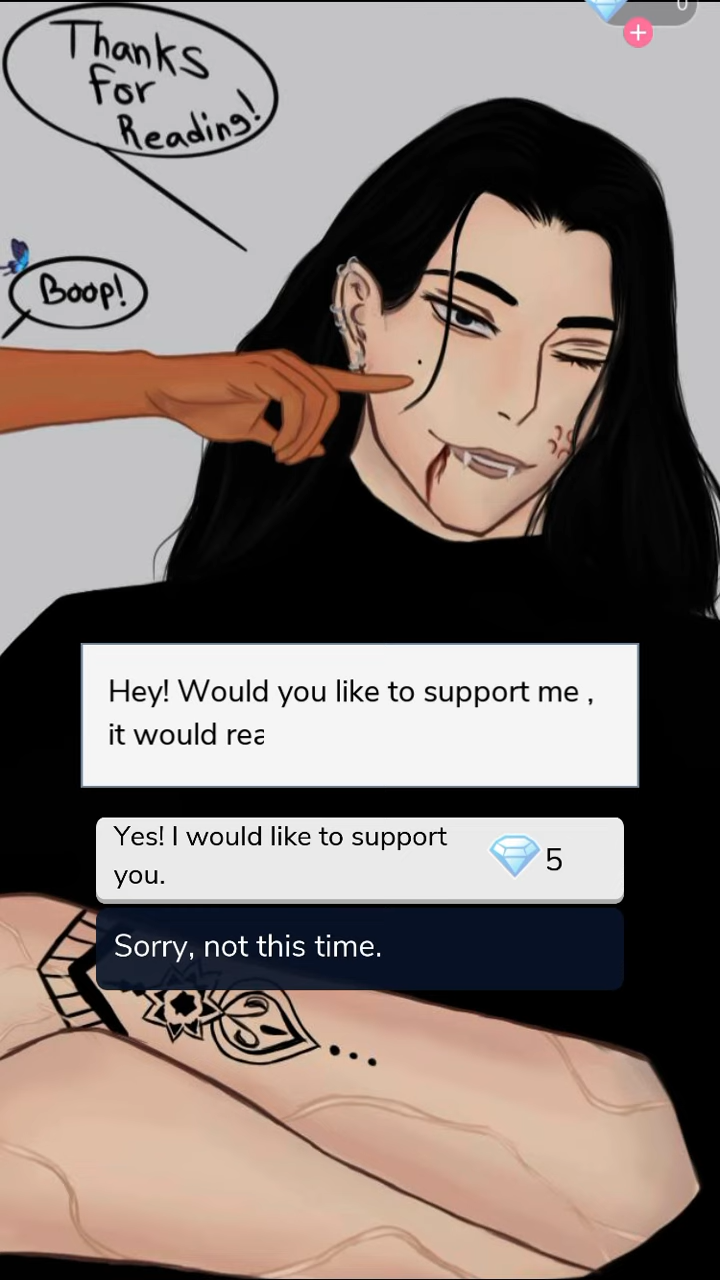 0
Thanks
For
Reading!
Boop!
Hey! Would you like to support me ,
it would rea
Yes! I would like to support
you.
5
Sorry, not this time.